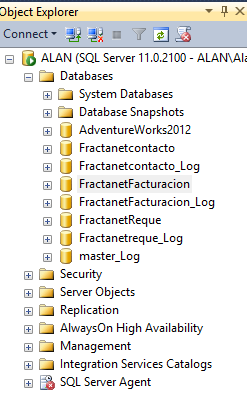 Object Explorer
Connect
ALAN (SQL Server 11.0.2100 - ALAN\Ala
Databases
System Databases
Database Snapshots
AdventureWorks2012
Fractanetcontacto
Fractanetcontacto_Log
FractanetFacturacion
FractanetFacturacion_Log
FractanetReque
Fractanetreque_Log
master_Log
Security
Server Objects
Replication
AlwaysOn High Availability
Management
Integration Services Catalogs
SQL Server Agent